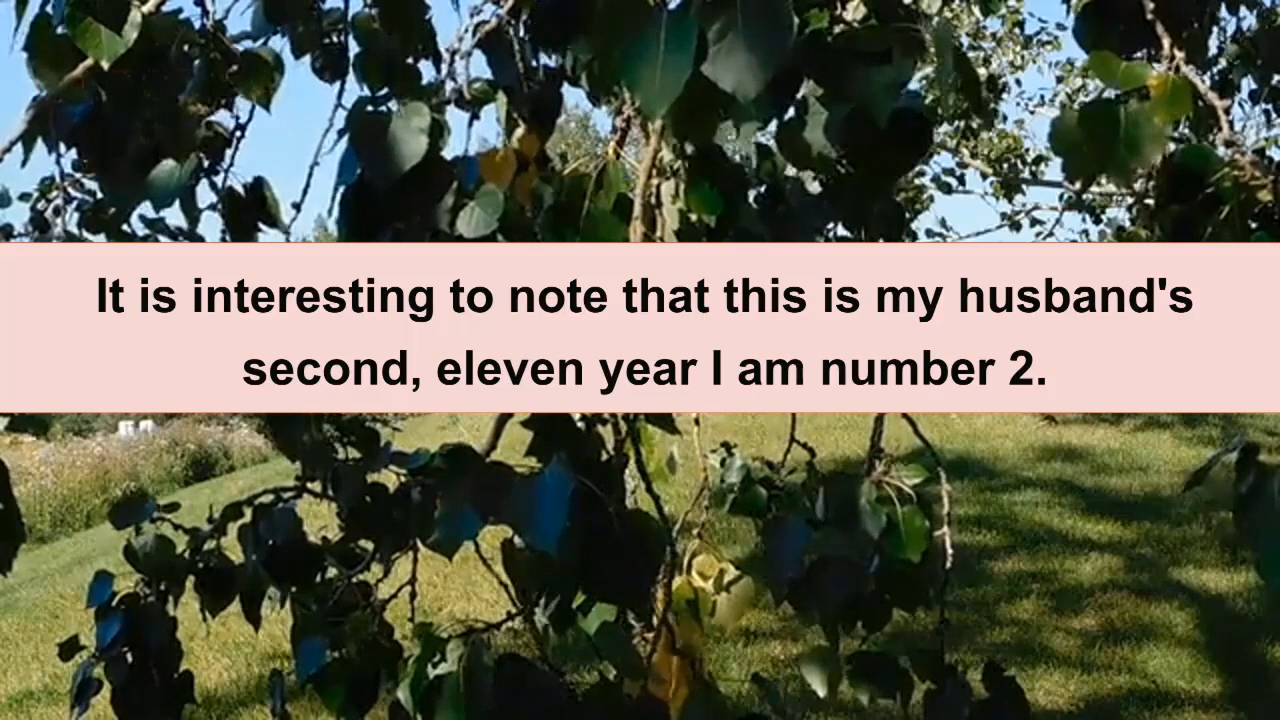 It is interesting to note that this is my husband's
second, eleven year I am number 2.